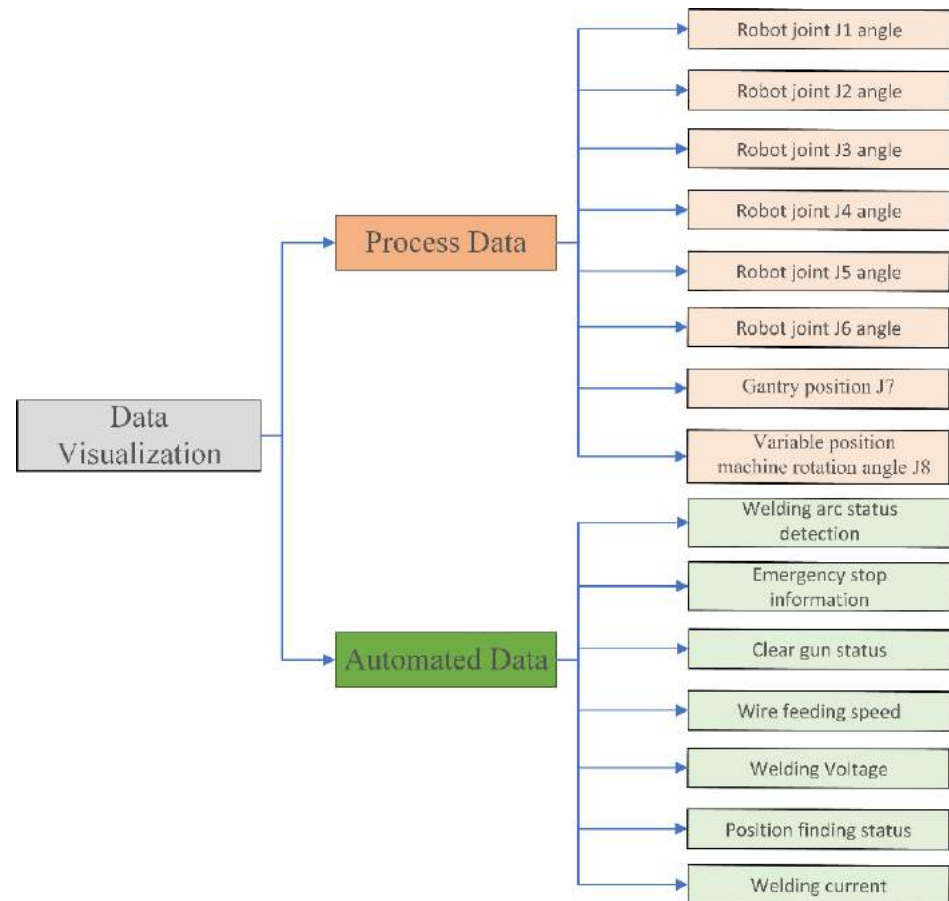 Robot joint J1 angle
Robot joint J2 angle
Robot joint J3 angle
Robot joint J4 angle
Process Data
Robot joint J5 angle
Robot joint J6 angle
Gantry position J7
Data
Visualization
Variable position
machine rotation angle J8
Welding arc status
detection
Emergency stop
information
Clear gun status
Automated Data
Wire feeding speed
Welding Voltage
Position finding status
Welding current